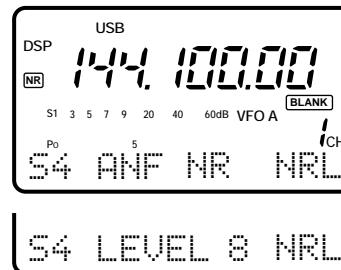 USB
DSP
144.100.00
NR
BLANK
S1 3 5 7 9 20 40 60dB VFO A
1CH
Po 5
S4 ANF NR NRL
S4 LEVEL 8 NRL